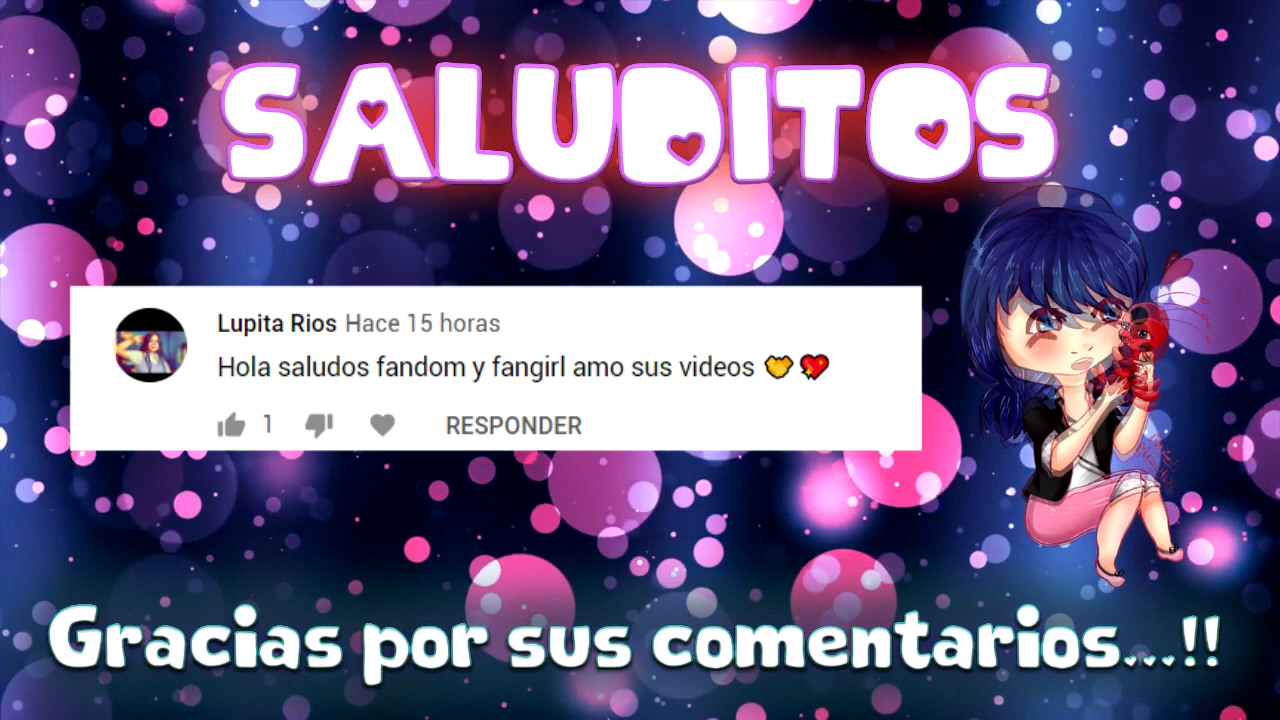 SALUDITOS
Lupita Rios Hace 15 horas
Hola saludos fandom y fangirl amo sus videos 💛💖
1 RESPONDER
Gracias por sus comentarios...!!